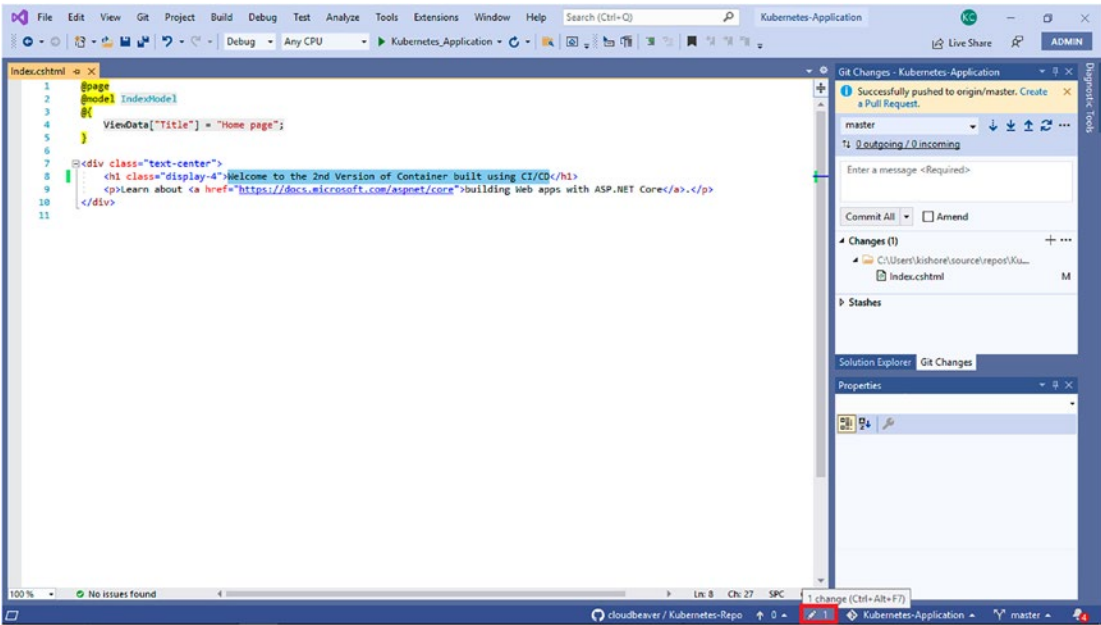 File Edit View Git Project Build Debug Test Analyze Tools Extensions Window Help Search (Ctrl+Q) Kubernetes-Application KC
Debug Any CPU Kubernetes_Application Live Share ADMIN
Index.cshtml
1 @page
2 @model IndexModel
3 @{
4 ViewData["Title"] = "Home page";
5 }
6
7 <div class="text-center">
8 <h1 class="display-4">Welcome to the 2nd Version of Container built using CI/CD</h1>
9 <p>Learn about <a href="https://docs.microsoft.com/aspnet/core">building Web apps with ASP.NET Core</a>.</p>
10 </div>
11
Git Changes - Kubernetes-Application
Successfully pushed to origin/master. Create
a Pull Request.
master
0 outgoing / 0 incoming
Enter a message <Required>
Commit All Amend
Changes (1)
C:\Users\kishore\source\repos\Ku...
Index.cshtml M
Stashes
Solution Explorer Git Changes
Properties
Diagnostic Tools
100 % No issues found Ln: 8 Ch: 27 SPC
1 change (Ctrl+Alt+F7)
cloudbeaver / Kubernetes-Repo 0 1 Kubernetes-Application master 4